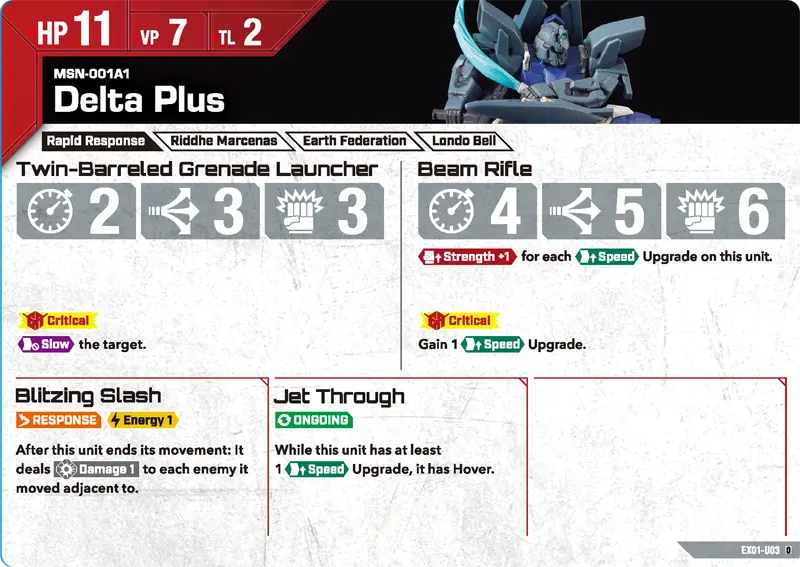 HP 11 VP 7 TL 2
MSN-001A1
Delta Plus
Rapid Response Riddhe Marcenas Earth Federation Londo Bell
Twin-Barreled Grenade Launcher
2 3 3
Beam Rifle
4 5 6
Strength +1 for each Speed Upgrade on this unit.
Critical
Slow the target.
Critical
Gain 1 Speed Upgrade.
Blitzing Slash
RESPONSE Energy 1
After this unit ends its movement: It
deals Damage 1 to each enemy it
moved adjacent to.
Jet Through
ONGOING
While this unit has at least
1 Speed Upgrade, it has Hover.
EX01-U03 0